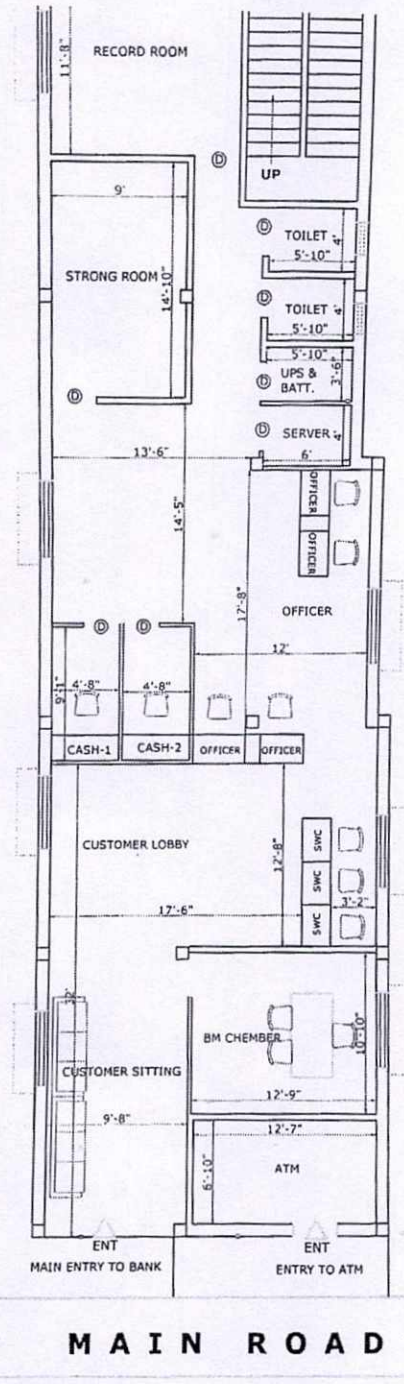 11'-8"
RECORD ROOM
UP
D
9'
STRONG ROOM
14'-10"
D
D
TOILET
4'
5'-10"
D
TOILET
4'
5'-10"
5'-10"
D
UPS &
BATT.
3'-6"
D
SERVER
4'
6'
13'-6"
14'-5"
OFFICER
OFFICER
17'-8"
OFFICER
12'
D
D
9'-1"
4'-8"
4'-8"
CASH-1
CASH-2
OFFICER
OFFICER
CUSTOMER LOBBY
12'-8"
SWC
SWC
SWC
3'-2"
17'-6"
32'
BM CHEMBER
10'-10"
CUSTOMER SITTING
12'-9"
9'-8"
12'-7"
6'-10"
ATM
ENT
MAIN ENTRY TO BANK
ENT
ENTRY TO ATM
MAIN ROAD